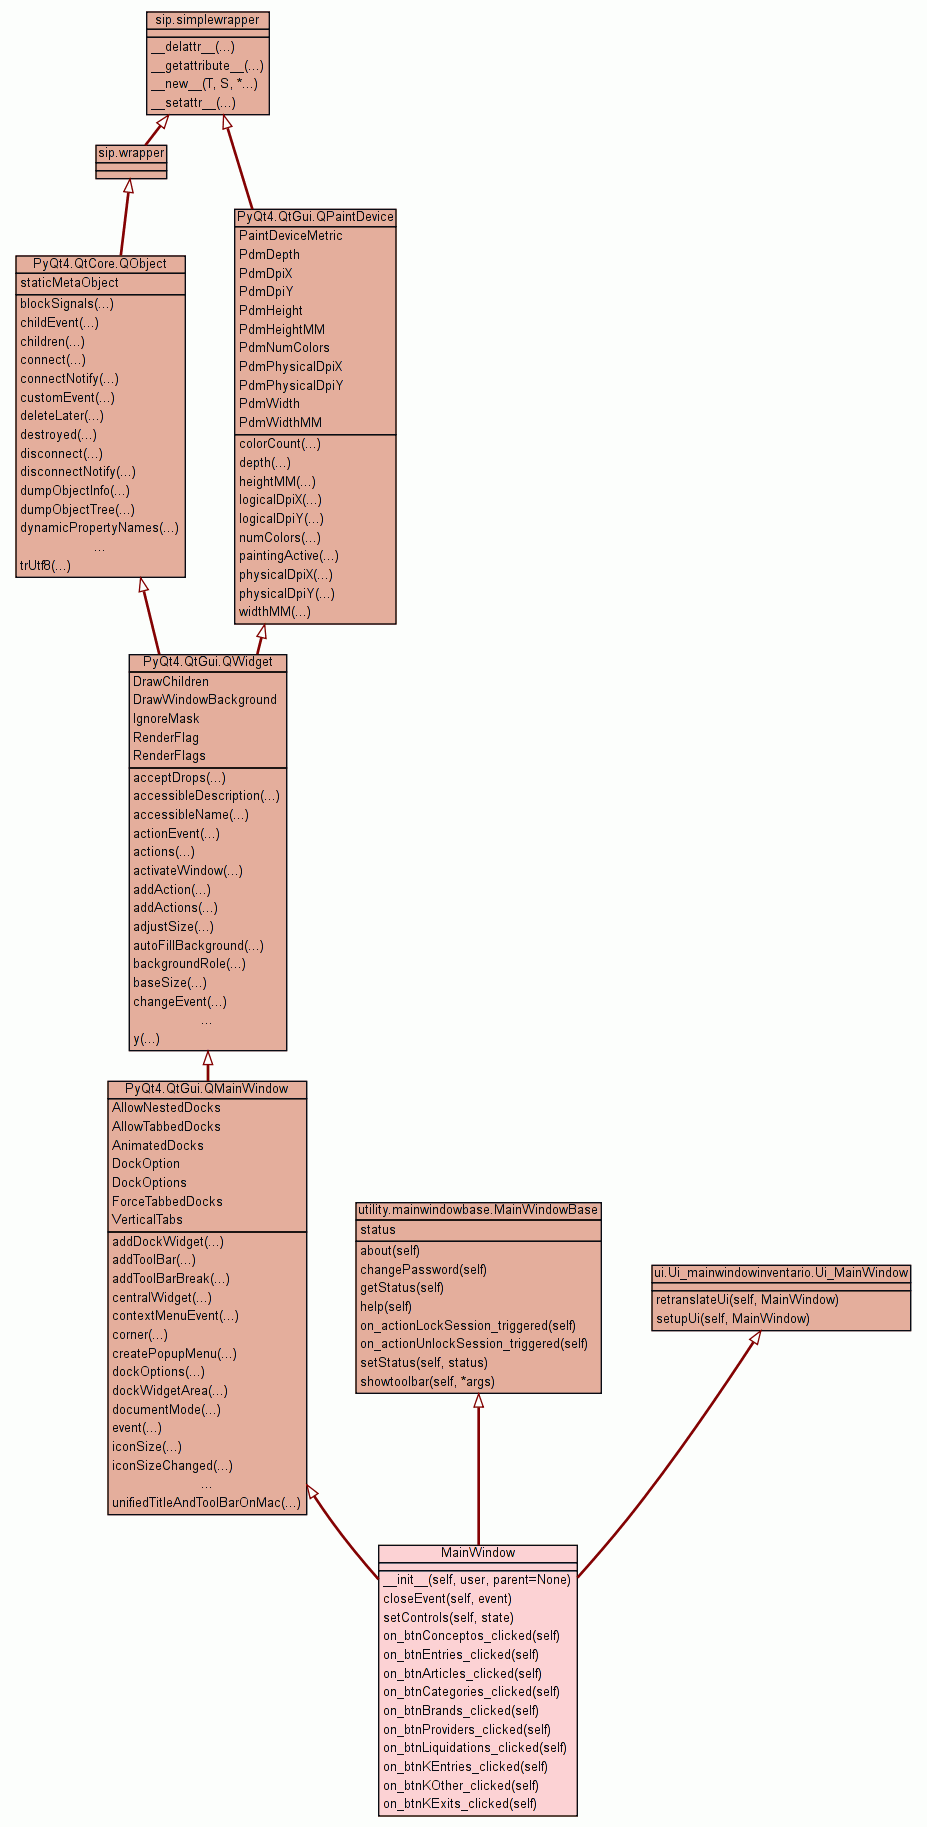 sip.simplewrapper
__delattr__(...)
__getattribute__(...)
__new__(T, S, *...)
__setattr__(...)
sip.wrapper
PyQt4.QtGui.QPaintDevice
PaintDeviceMetric
PdmDepth
PdmDpiX
PdmDpiY
PdmHeight
PdmHeightMM
PdmNumColors
PdmPhysicalDpiX
PdmPhysicalDpiY
PdmWidth
PdmWidthMM
colorCount(...)
depth(...)
heightMM(...)
logicalDpiX(...)
logicalDpiY(...)
numColors(...)
paintingActive(...)
physicalDpiX(...)
physicalDpiY(...)
widthMM(...)
PyQt4.QtCore.QObject
staticMetaObject
blockSignals(...)
childEvent(...)
children(...)
connect(...)
connectNotify(...)
customEvent(...)
deleteLater(...)
destroyed(...)
disconnect(...)
disconnectNotify(...)
dumpObjectInfo(...)
dumpObjectTree(...)
dynamicPropertyNames(...)
...
trUtf8(...)
PyQt4.QtGui.QWidget
DrawChildren
DrawWindowBackground
IgnoreMask
RenderFlag
RenderFlags
acceptDrops(...)
accessibleDescription(...)
accessibleName(...)
actionEvent(...)
actions(...)
activateWindow(...)
addAction(...)
addActions(...)
adjustSize(...)
autoFillBackground(...)
backgroundRole(...)
baseSize(...)
changeEvent(...)
...
y(...)
PyQt4.QtGui.QMainWindow
AllowNestedDocks
AllowTabbedDocks
AnimatedDocks
DockOption
DockOptions
ForceTabbedDocks
VerticalTabs
addDockWidget(...)
addToolBar(...)
addToolBarBreak(...)
centralWidget(...)
contextMenuEvent(...)
corner(...)
createPopupMenu(...)
dockOptions(...)
dockWidgetArea(...)
documentMode(...)
event(...)
iconSize(...)
iconSizeChanged(...)
...
unifiedTitleAndToolBarOnMac(...)
utility.mainwindowbase.MainWindowBase
status
about(self)
changePassword(self)
getStatus(self)
help(self)
on_actionLockSession_triggered(self)
on_actionUnlockSession_triggered(self)
setStatus(self, status)
showtoolbar(self, *args)
ui.Ui_mainwindowinventario.Ui_MainWindow
retranslateUi(self, MainWindow)
setupUi(self, MainWindow)
MainWindow
__init__(self, user, parent=None)
closeEvent(self, event)
setControls(self, state)
on_btnConceptos_clicked(self)
on_btnEntries_clicked(self)
on_btnArticles_clicked(self)
on_btnCategories_clicked(self)
on_btnBrands_clicked(self)
on_btnProviders_clicked(self)
on_btnLiquidations_clicked(self)
on_btnKEntries_clicked(self)
on_btnKOther_clicked(self)
on_btnKExits_clicked(self)